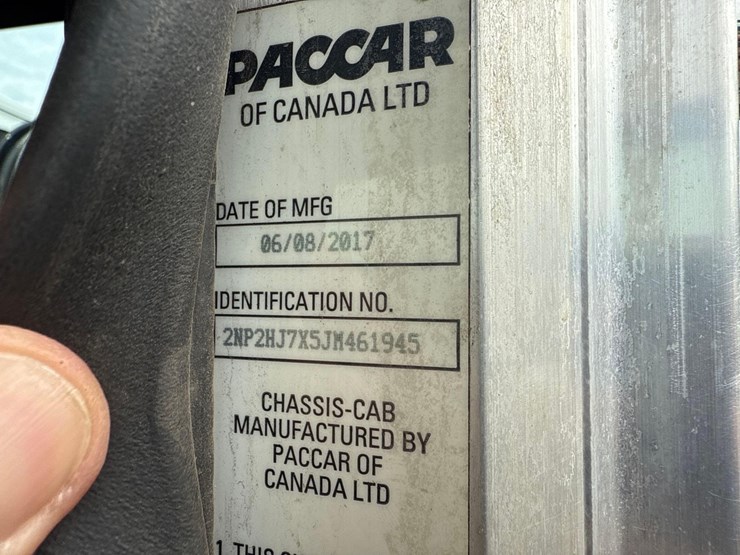 PACCAR
OF CANADA LTD
DATE OF MFG
06/08/2017
IDENTIFICATION NO.
2NP2HJ7X5JM461945
CHASSIS-CAB
MANUFACTURED BY
PACCAR OF
CANADA LTD